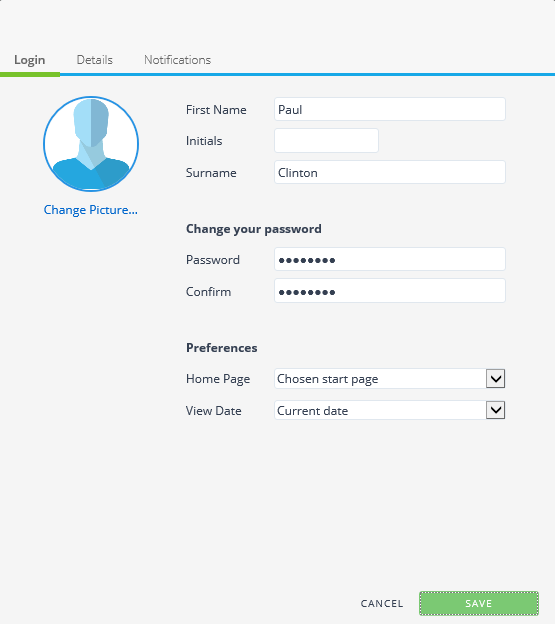 Login Details Notifications
First Name Paul
Initials
Surname Clinton
Change Picture...
Change your password
Password ●●●●●●●●
Confirm ●●●●●●●●
Preferences
Home Page Chosen start page
View Date Current date
CANCEL SAVE